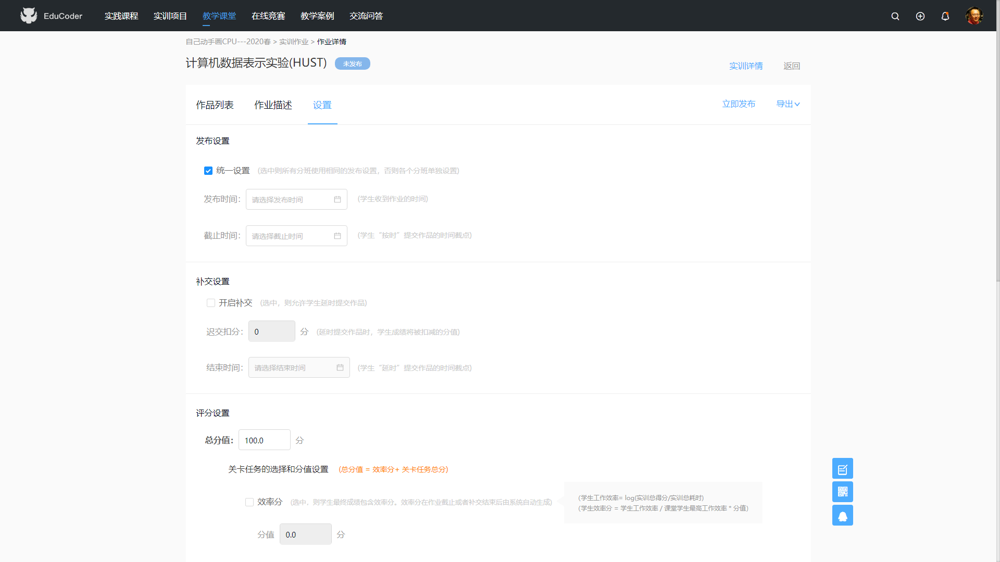 EduCoder 实践课程 实训项目 教学课堂 在线竞赛 教学案例 交流问答
自己动手画CPU---2020春 > 实训作业 > 作业详情
计算机数据表示实验(HUST) 未发布
实训详情 返回
作品列表 作业描述 设置 立即发布 导出
发布设置
统一设置 (选中则所有分班使用相同的发布设置，否则各个分班单独设置)
发布时间： 请选择发布时间 (学生收到作业的时间)
截止时间： 请选择截止时间 (学生“按时”提交作品的时间截点)
补交设置
开启补交 (选中，则允许学生延时提交作品)
迟交扣分： 0 分 (延时提交作品时，学生成绩将被扣减的分值)
结束时间： 请选择结束时间 (学生“延时”提交作品的时间截点)
评分设置
总分值： 100.0 分
关卡任务的选择和分值设置 (总分值 = 效率分+ 关卡任务总分)
效率分 (选中，则学生最终成绩包含效率分。效率分在作业截止或者补交结束后由系统自动生成)
(学生工作效率= log(实训总得分/实训总耗时)
(学生效率分 = 学生工作效率 / 课堂学生最高工作效率 * 分值)
分值 0.0 分